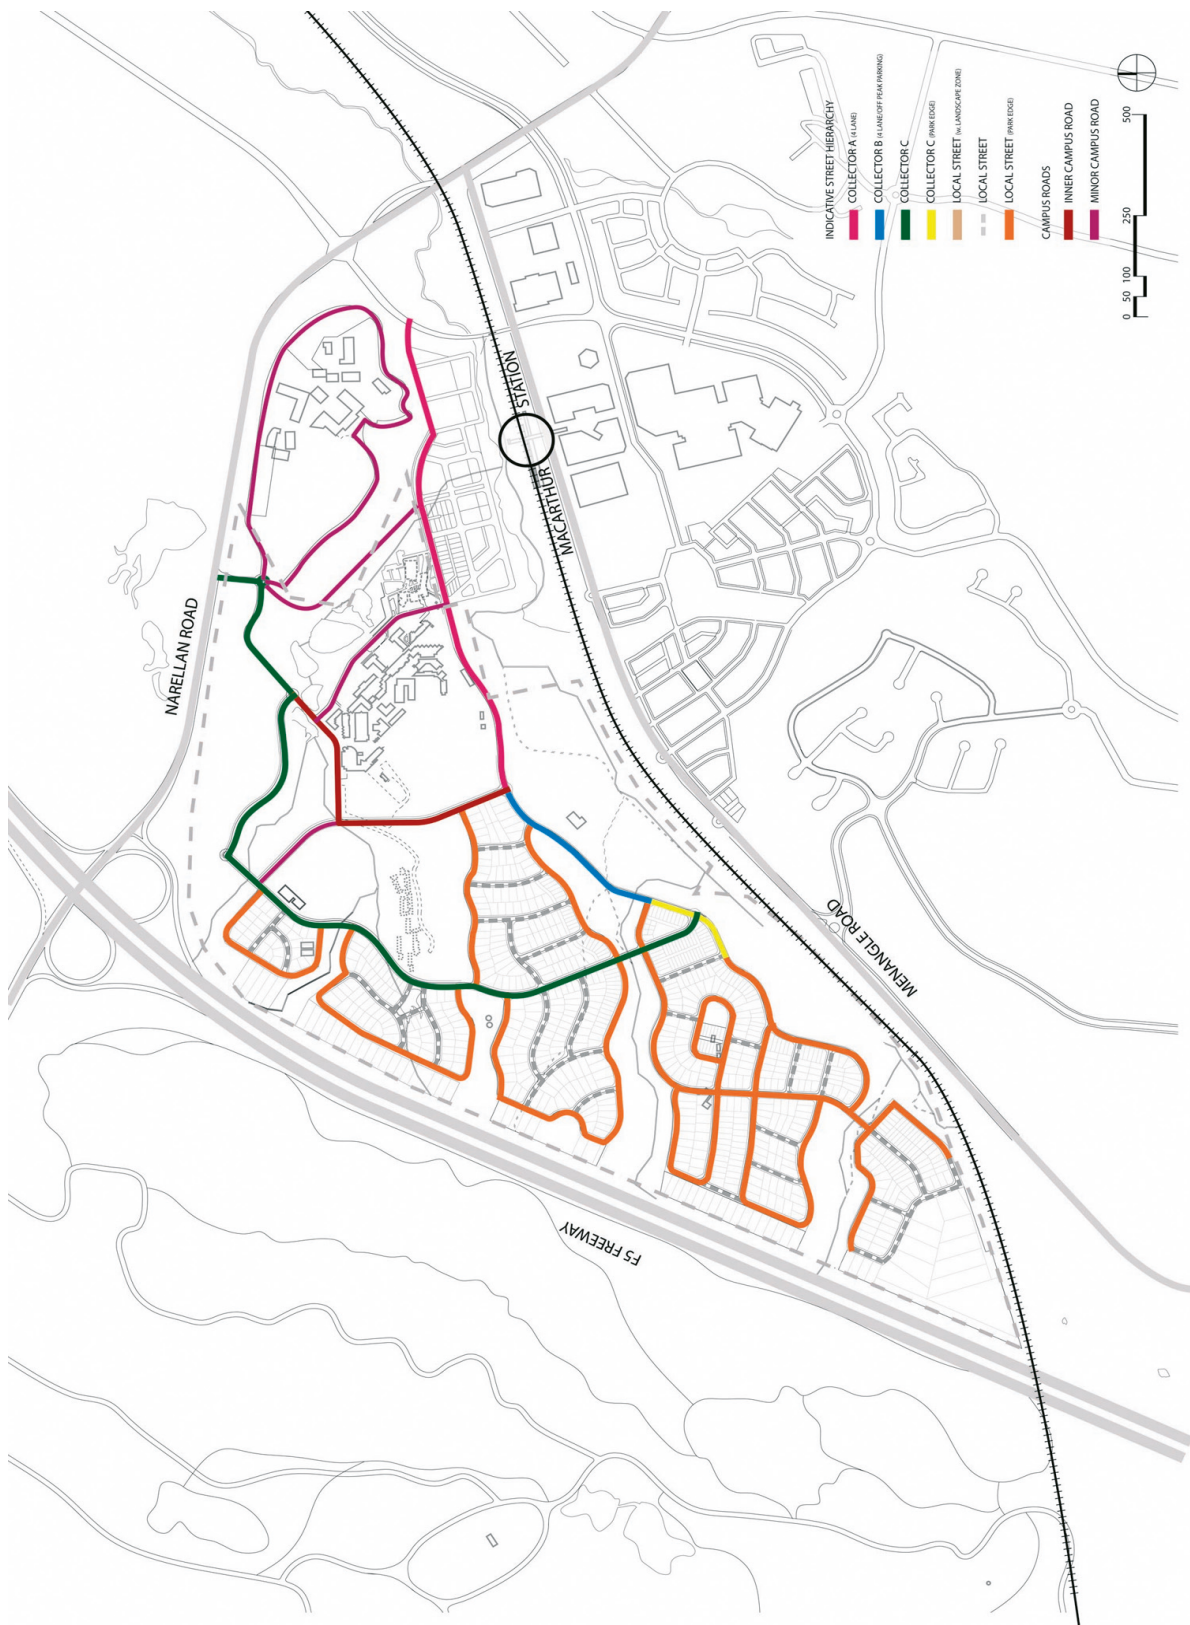 INDICATIVE STREET HIERARCHY
COLLECTOR A (4 LANE)
COLLECTOR B (4 LANE/OFF PEAK PARKING)
COLLECTOR C
COLLECTOR C (PARK EDGE)
LOCAL STREET (w. LANDSCAPE ZONE)
LOCAL STREET
LOCAL STREET (PARK EDGE)
CAMPUS ROADS
INNER CAMPUS ROAD
MINOR CAMPUS ROAD
0 50 100 250 500
NARELLAN ROAD
MACARTHUR STATION
MENANGLE ROAD
F5 FREEWAY